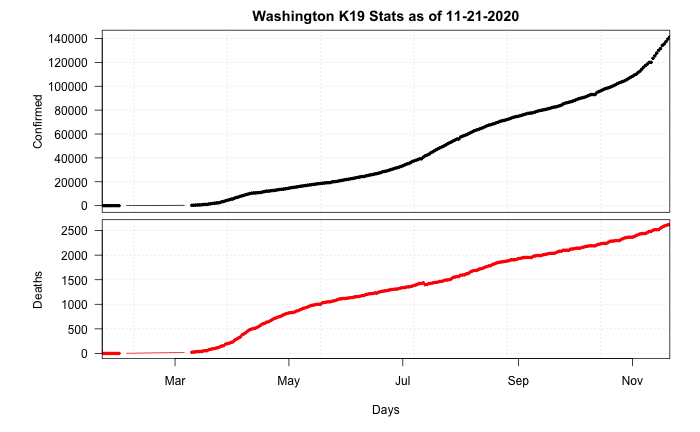 Washington K19 Stats as of 11-21-2020
140000
120000
100000
80000
60000
40000
20000
0
Confirmed
2500
2000
1500
1000
500
0
Deaths
Mar May Jul Sep Nov
Days